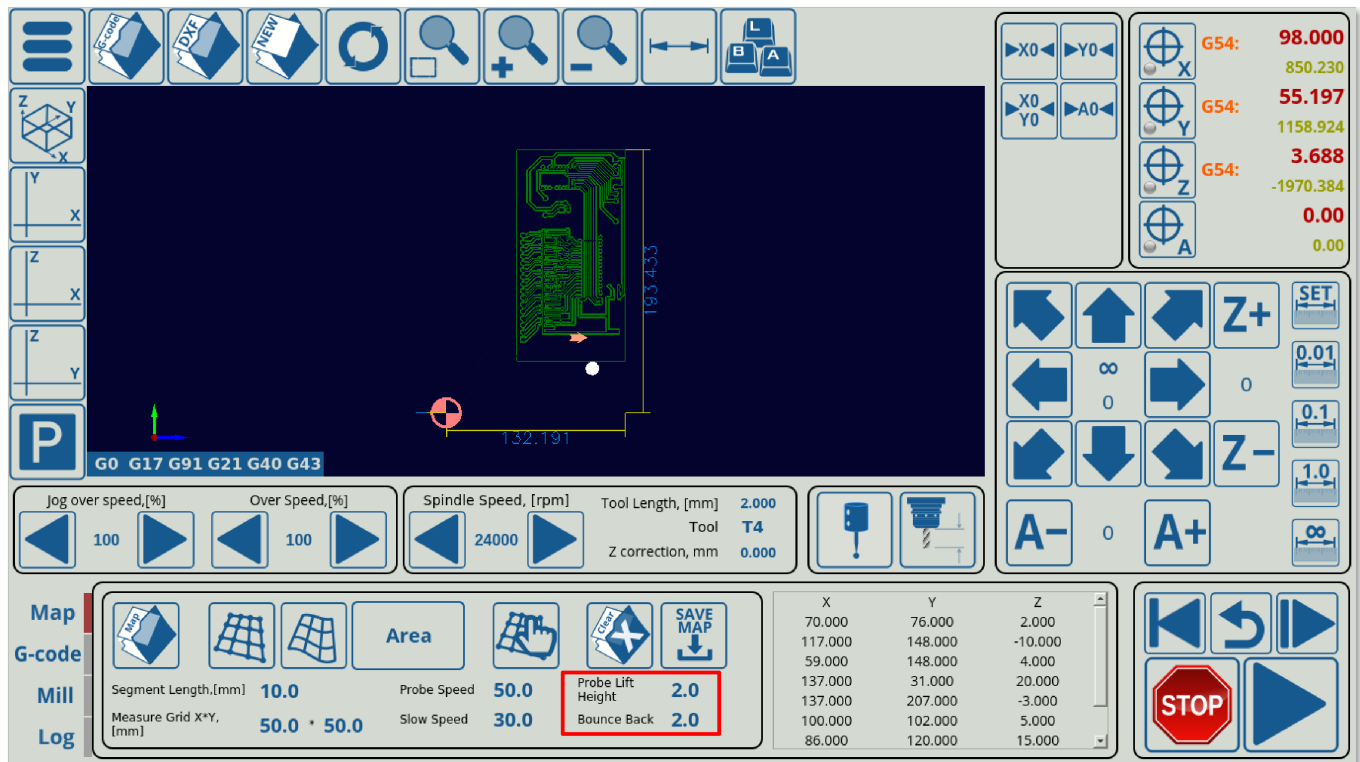 G-code
DXF
NEW
L
B A
Z Y
X
Y
X
Z
X
Z
Y
P
132.191
193.433
G0 G17 G91 G21 G40 G43
X0
Y0
X0
Y0
A0
X
G54: 98.000
850.230
Y
G54: 55.197
1158.924
Z
G54: 3.688
-1970.384
A
0.00
0.00
Z+
SET
∞
0
0
0.01
0.1
Z-
1.0
A-
0
A+
∞
Jog over speed,[%]
100
Over Speed,[%]
100
Spindle Speed, [rpm]
24000
Tool Length, [mm] 2.000
Tool T4
Z correction, mm 0.000
Map
G-code
Mill
Log
Map
Area
Clear
X
SAVE
MAP
Segment Length,[mm] 10.0
Measure Grid X*Y,
[mm]
50.0 * 50.0
Probe Speed 50.0
Slow Speed 30.0
Probe Lift
Height
2.0
Bounce Back 2.0
X Y Z
70.000 76.000 2.000
117.000 148.000 -10.000
59.000 148.000 4.000
137.000 31.000 20.000
137.000 207.000 -3.000
100.000 102.000 5.000
86.000 120.000 15.000
STOP